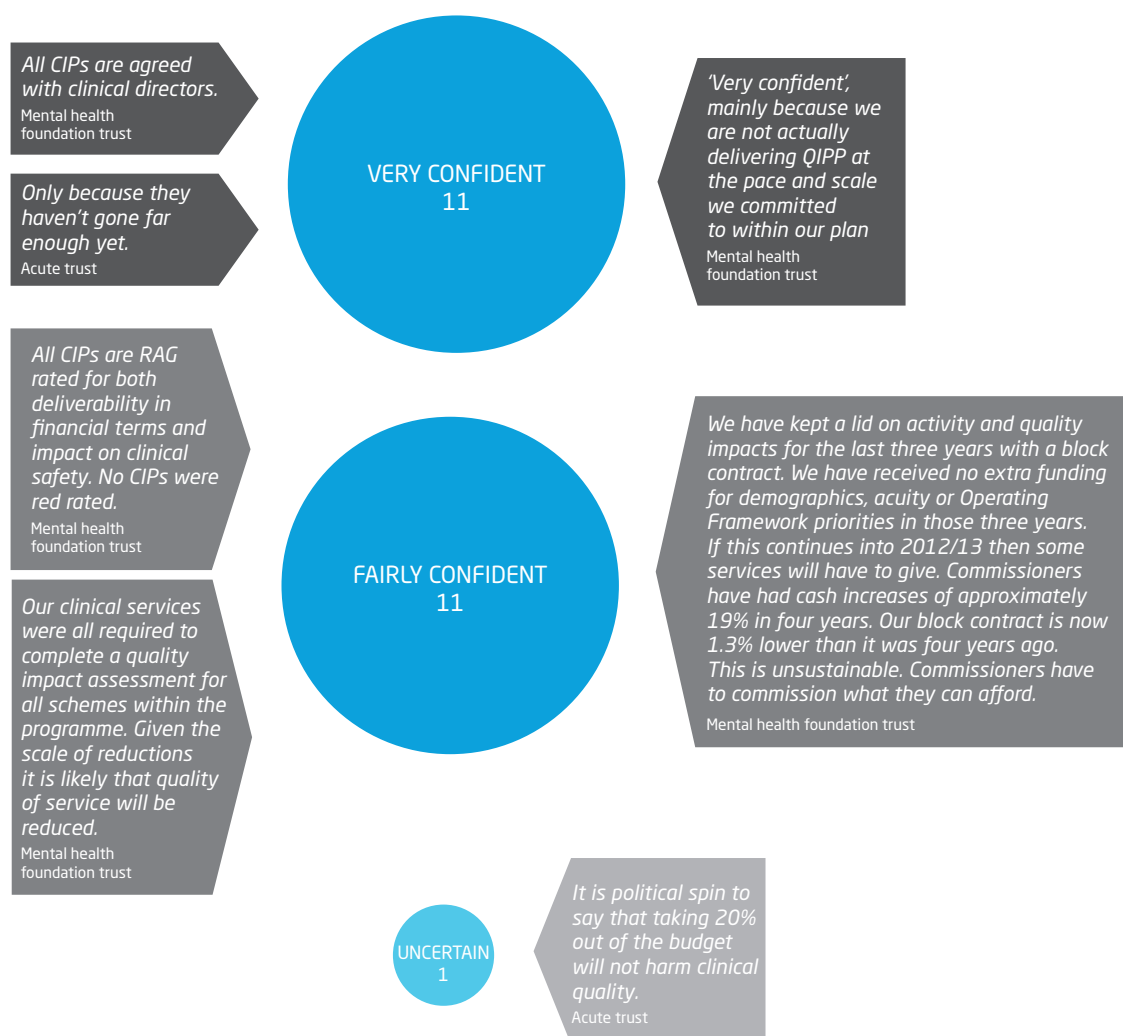 All CIPs are agreed
with clinical directors.
Mental health
foundation trust
Only because they
haven't gone far
enough yet.
Acute trust
VERY CONFIDENT
11
'Very confident',
mainly because we
are not actually
delivering QIPP at
the pace and scale
we committed
to within our plan
Mental health
foundation trust
All CIPs are RAG
rated for both
deliverability in
financial terms and
impact on clinical
safety. No CIPs were
red rated.
Mental health
foundation trust
Our clinical services
were all required to
complete a quality
impact assessment for
all schemes within the
programme. Given the
scale of reductions
it is likely that quality
of service will be
reduced.
Mental health
foundation trust
FAIRLY CONFIDENT
11
We have kept a lid on activity and quality
impacts for the last three years with a block
contract. We have received no extra funding
for demographics, acuity or Operating
Framework priorities in those three years.
If this continues into 2012/13 then some
services will have to give. Commissioners
have had cash increases of approximately
19% in four years. Our block contract is now
1.3% lower than it was four years ago.
This is unsustainable. Commissioners have
to commission what they can afford.
Mental health foundation trust
UNCERTAIN
1
It is political spin to
say that taking 20%
out of the budget
will not harm clinical
quality.
Acute trust